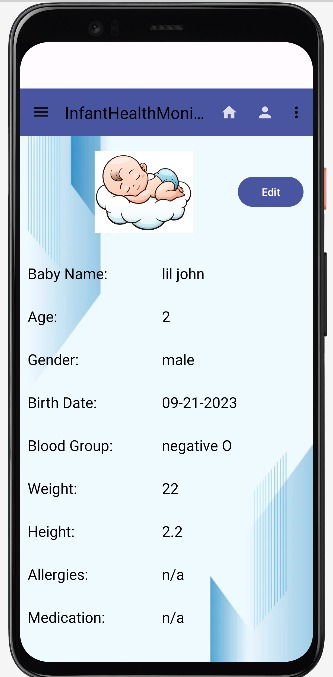 InfantHealthMoni...
Edit
Baby Name: lil john
Age: 2
Gender: male
Birth Date: 09-21-2023
Blood Group: negative O
Weight: 22
Height: 2.2
Allergies: n/a
Medication: n/a